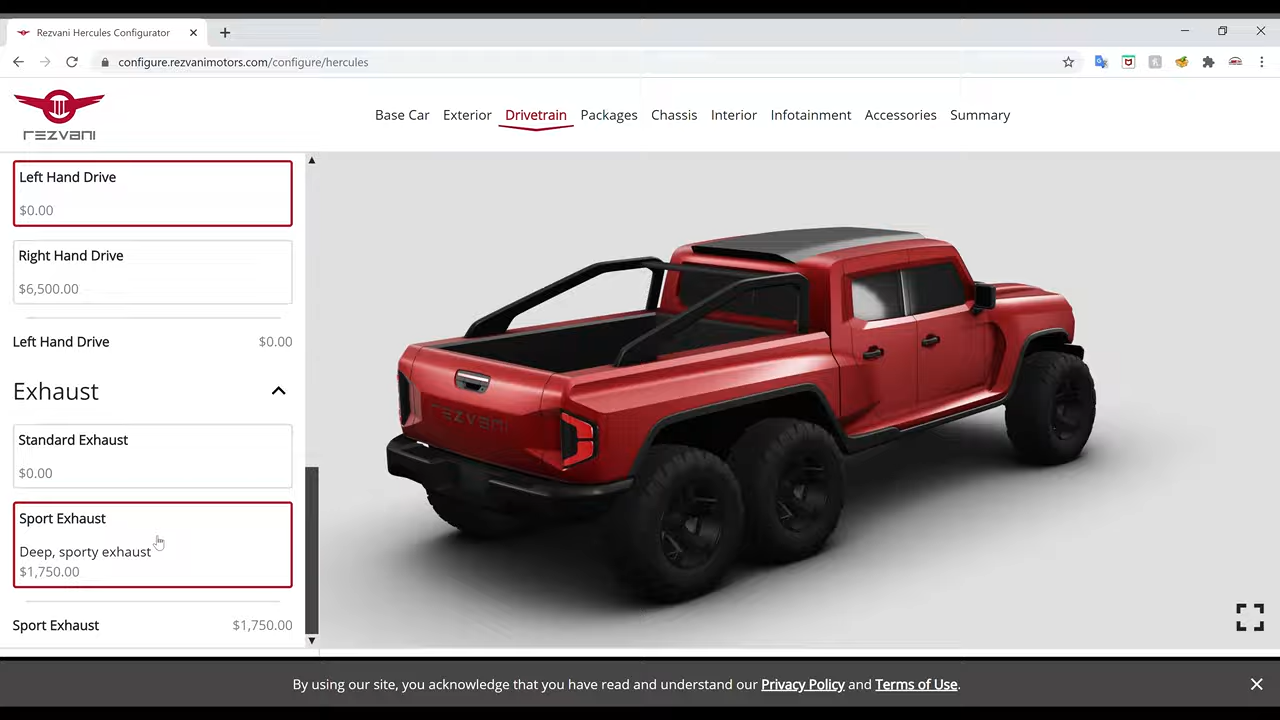 Rezvani Hercules Configurator
configure.rezvanimotors.com/configure/hercules
REZVANI
Base Car Exterior Drivetrain Packages Chassis Interior Infotainment Accessories Summary
Left Hand Drive
$0.00
Right Hand Drive
$6,500.00
Left Hand Drive $0.00
Exhaust
Standard Exhaust
$0.00
Sport Exhaust
Deep, sporty exhaust
$1,750.00
Sport Exhaust $1,750.00
REZVANI
By using our site, you acknowledge that you have read and understand our Privacy Policy and Terms of Use.